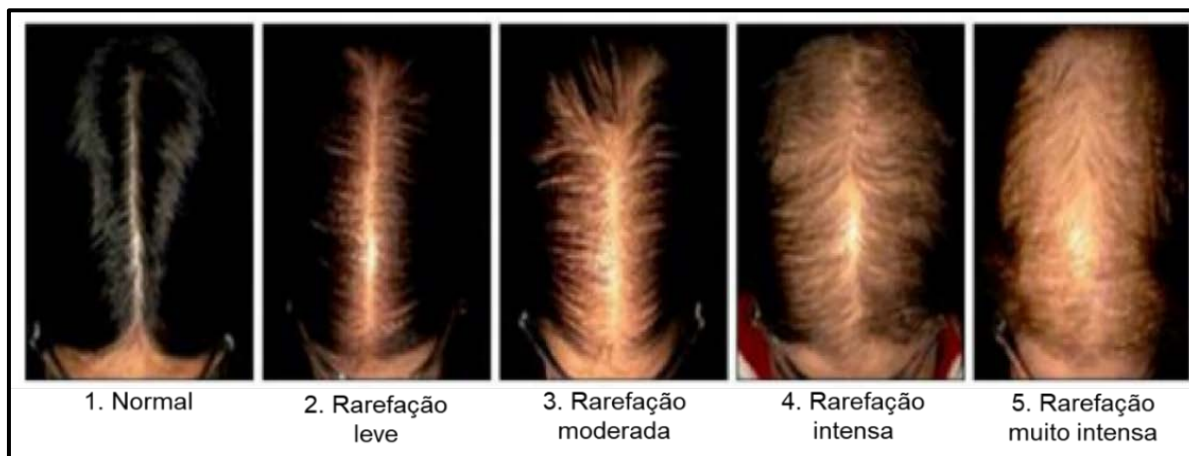 1. Normal
2. Rarefação
leve
3. Rarefação
moderada
4. Rarefação
intensa
5. Rarefação
muito intensa